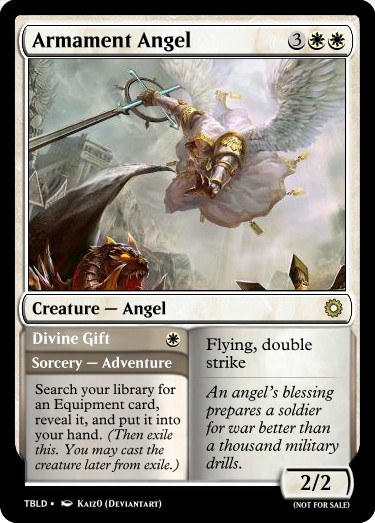 Armament Angel 3
Creature — Angel
Divine Gift
Sorcery — Adventure
Search your library for
an Equipment card,
reveal it, and put it into
your hand. (Then exile
this. You may cast the
creature later from exile.)
Flying, double
strike
An angel's blessing
prepares a soldier
for war better than
a thousand military
drills.
2/2
TBLD • Kaiz0 (Deviantart)
(NOT FOR SALE)